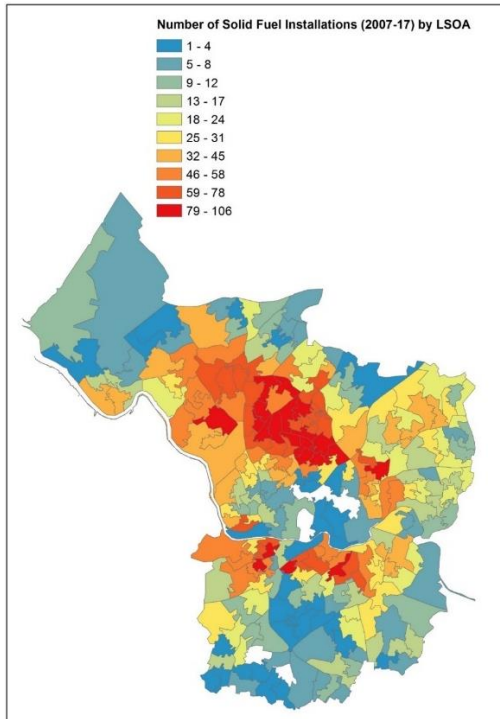 Number of Solid Fuel Installations (2007-17) by LSOA
1 - 4
5 - 8
9 - 12
13 - 17
18 - 24
25 - 31
32 - 45
46 - 58
59 - 78
79 - 106